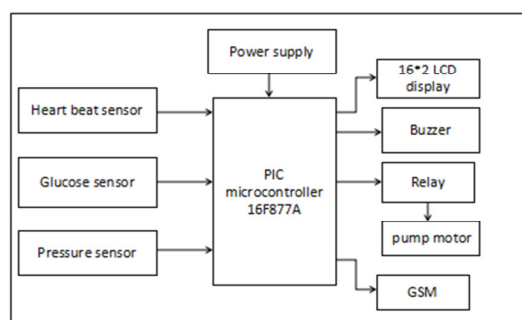 Power supply
16*2 LCD
display
Heart beat sensor
Buzzer
Glucose sensor
PIC
microcontroller
16F877A
Relay
Pressure sensor
pump motor
GSM